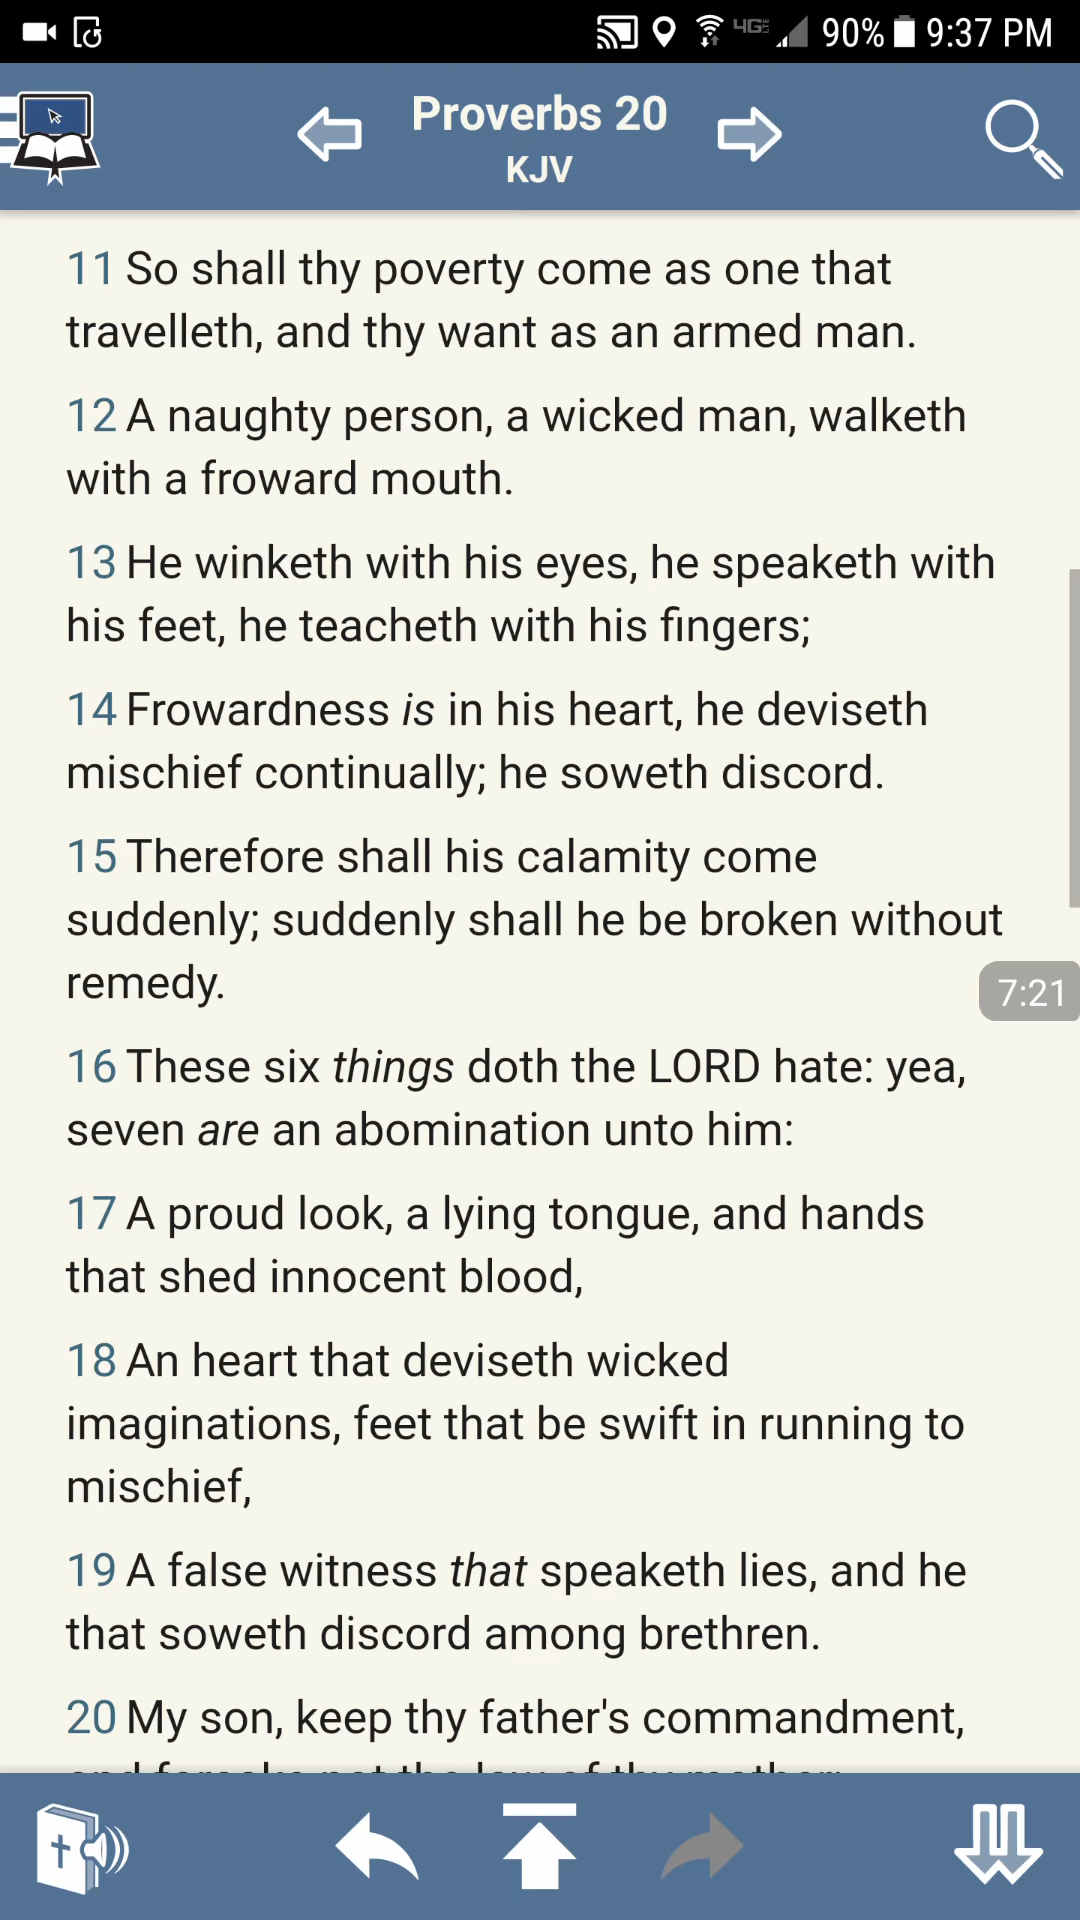 90% 9:37 PM
Proverbs 20
KJV
11 So shall thy poverty come as one that
travelleth, and thy want as an armed man.
12 A naughty person, a wicked man, walketh
with a froward mouth.
13 He winketh with his eyes, he speaketh with
his feet, he teacheth with his fingers;
14 Frowardness is in his heart, he deviseth
mischief continually; he soweth discord.
15 Therefore shall his calamity come
suddenly; suddenly shall he be broken without
remedy.
7:21
16 These six things doth the LORD hate: yea,
seven are an abomination unto him:
17 A proud look, a lying tongue, and hands
that shed innocent blood,
18 An heart that deviseth wicked
imaginations, feet that be swift in running to
mischief,
19 A false witness that speaketh lies, and he
that soweth discord among brethren.
20 My son, keep thy father's commandment,